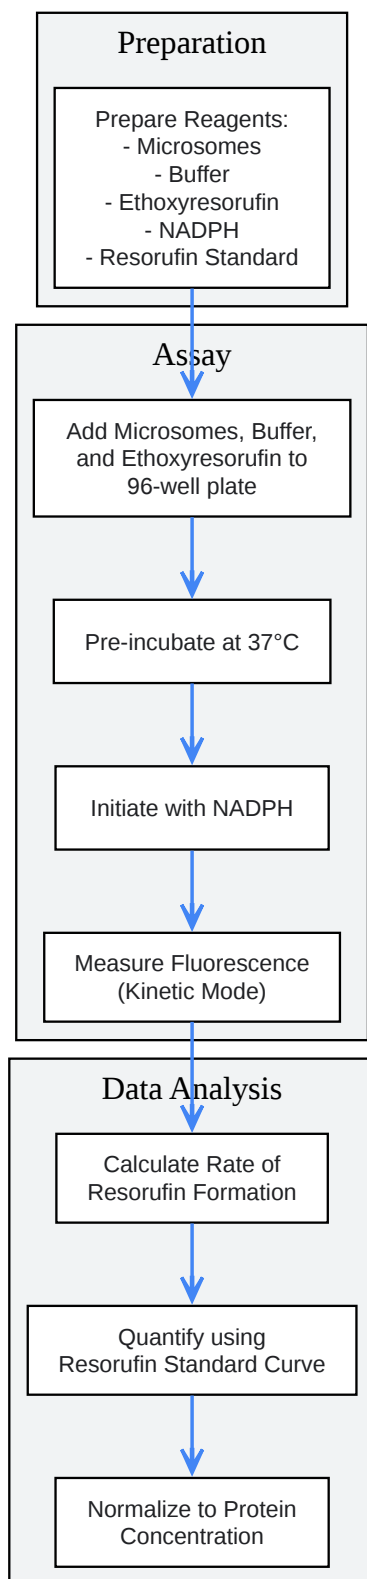 Preparation
Prepare Reagents:
- Microsomes
- Buffer
- Ethoxyresorufin
- NADPH
- Resorufin Standard
Assay
Add Microsomes, Buffer,
and Ethoxyresorufin to
96-well plate
Pre-incubate at 37°C
Initiate with NADPH
Measure Fluorescence
(Kinetic Mode)
Data Analysis
Calculate Rate of
Resorufin Formation
Quantify using
Resorufin Standard Curve
Normalize to Protein
Concentration